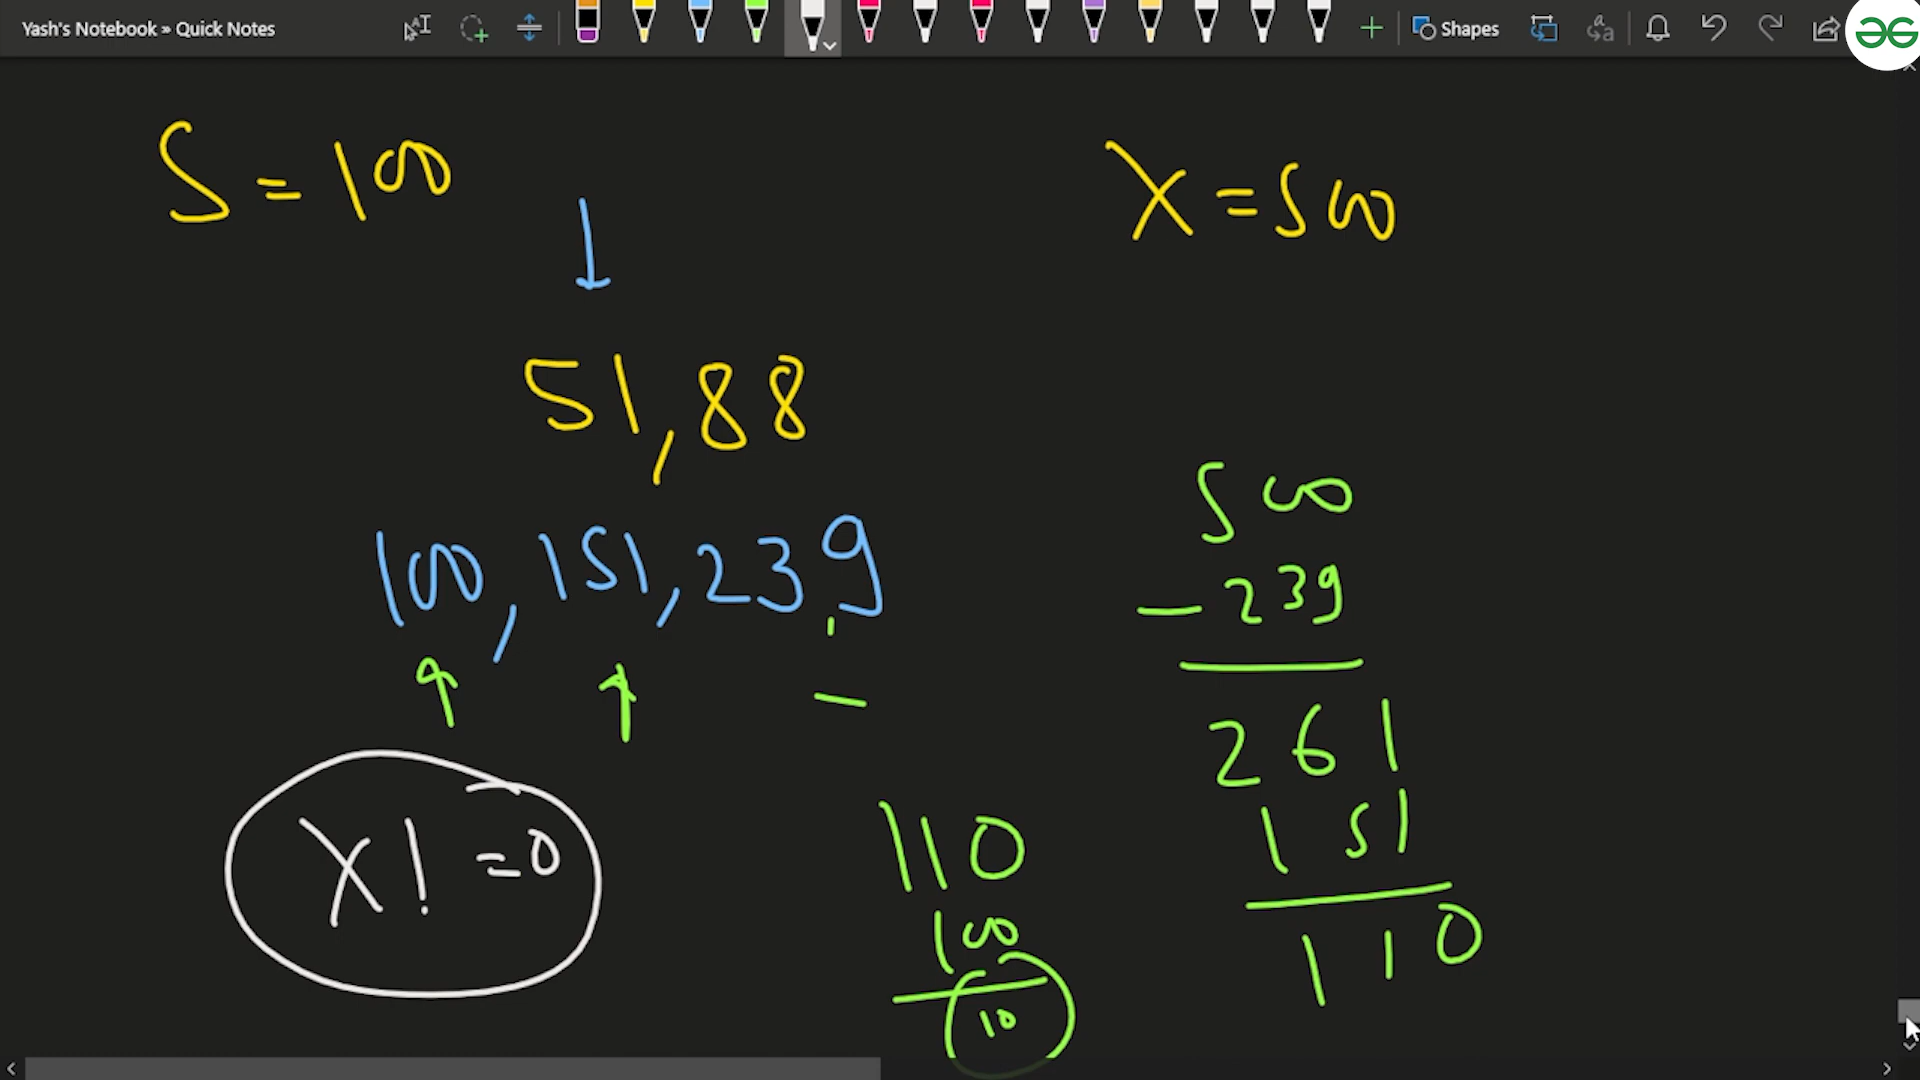 Yash's Notebook » Quick Notes
Shapes
S = 100
X = 500
51, 88
100, 151, 239
500
- 239
261
151
110
X! = 0
110
100
10